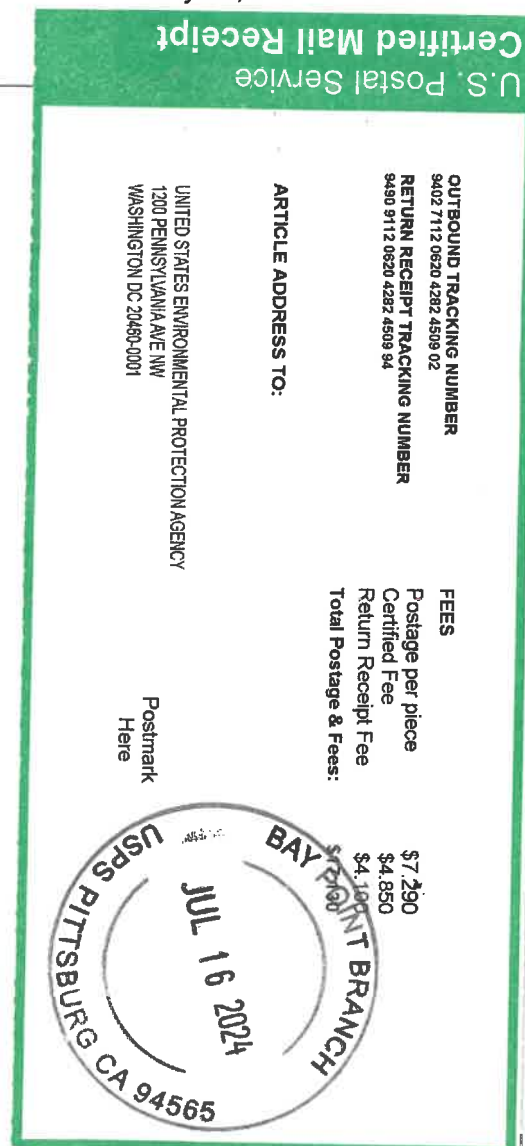 U.S. Postal Service
Certified Mail Receipt
OUTBOUND TRACKING NUMBER
9402 7112 0620 4282 4509 02
RETURN RECEIPT TRACKING NUMBER
9490 9112 0620 4282 4509 94
FEES
Postage per piece $7.290
Certified Fee $4.850
Return Receipt Fee $4.100
Total Postage & Fees:
ARTICLE ADDRESS TO:
UNITED STATES ENVIRONMENTAL PROTECTION AGENCY
1200 PENNSYLVANIA AVE NW
WASHINGTON DC 20460-0001
Postmark
Here
BAY POINT BRANCH
JUL 16 2024
USPS PITTSBURG CA 94565